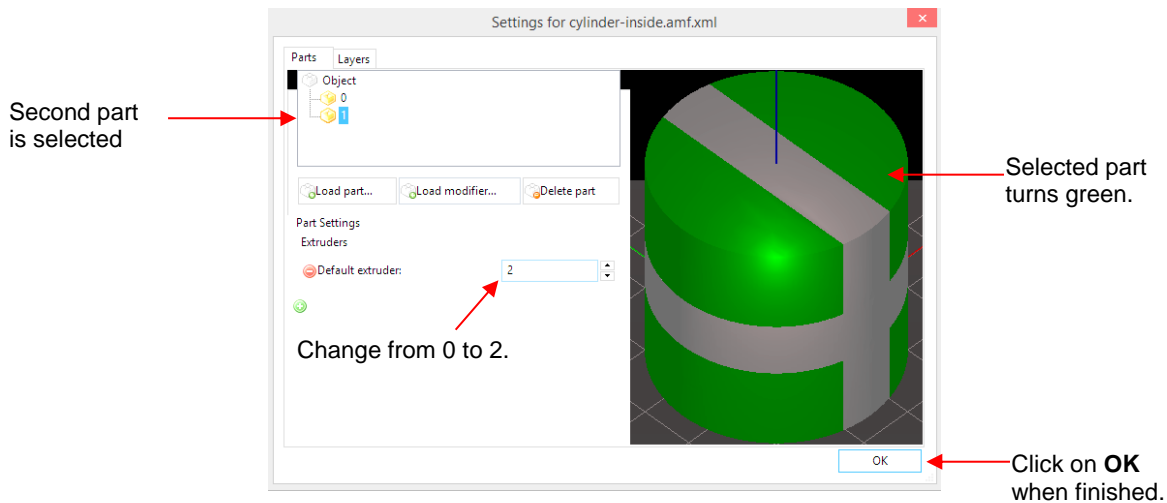 Settings for cylinder-inside.amf.xml
×
Parts Layers
Object
0
1
Second part
is selected
Load part... Load modifier... Delete part
Selected part
turns green.
Part Settings
Extruders
Default extruder: 2
Change from 0 to 2.
OK
Click on OK
when finished.